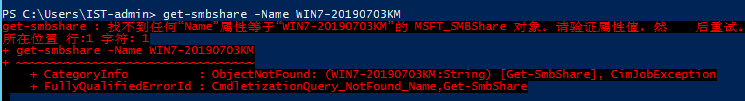 PS C:\Users\IST-admin> get-smbshare -Name WIN7-20190703KM
get-smbshare : 找不到任何“Name”属性等于“WIN7-20190703KM”的 MSFT_SMBShare 对象。请验证属性值，然   后重试。
所在位置 行:1 字符: 1
+ get-smbshare -Name WIN7-20190703KM
+ ~~~~~~~~~~~~~~~~~~~~~~~~~~~~~~~~~~
    + CategoryInfo          : ObjectNotFound: (WIN7-20190703KM:String) [Get-SmbShare], CimJobException
    + FullyQualifiedErrorId : CmdletizationQuery_NotFound_Name,Get-SmbShare